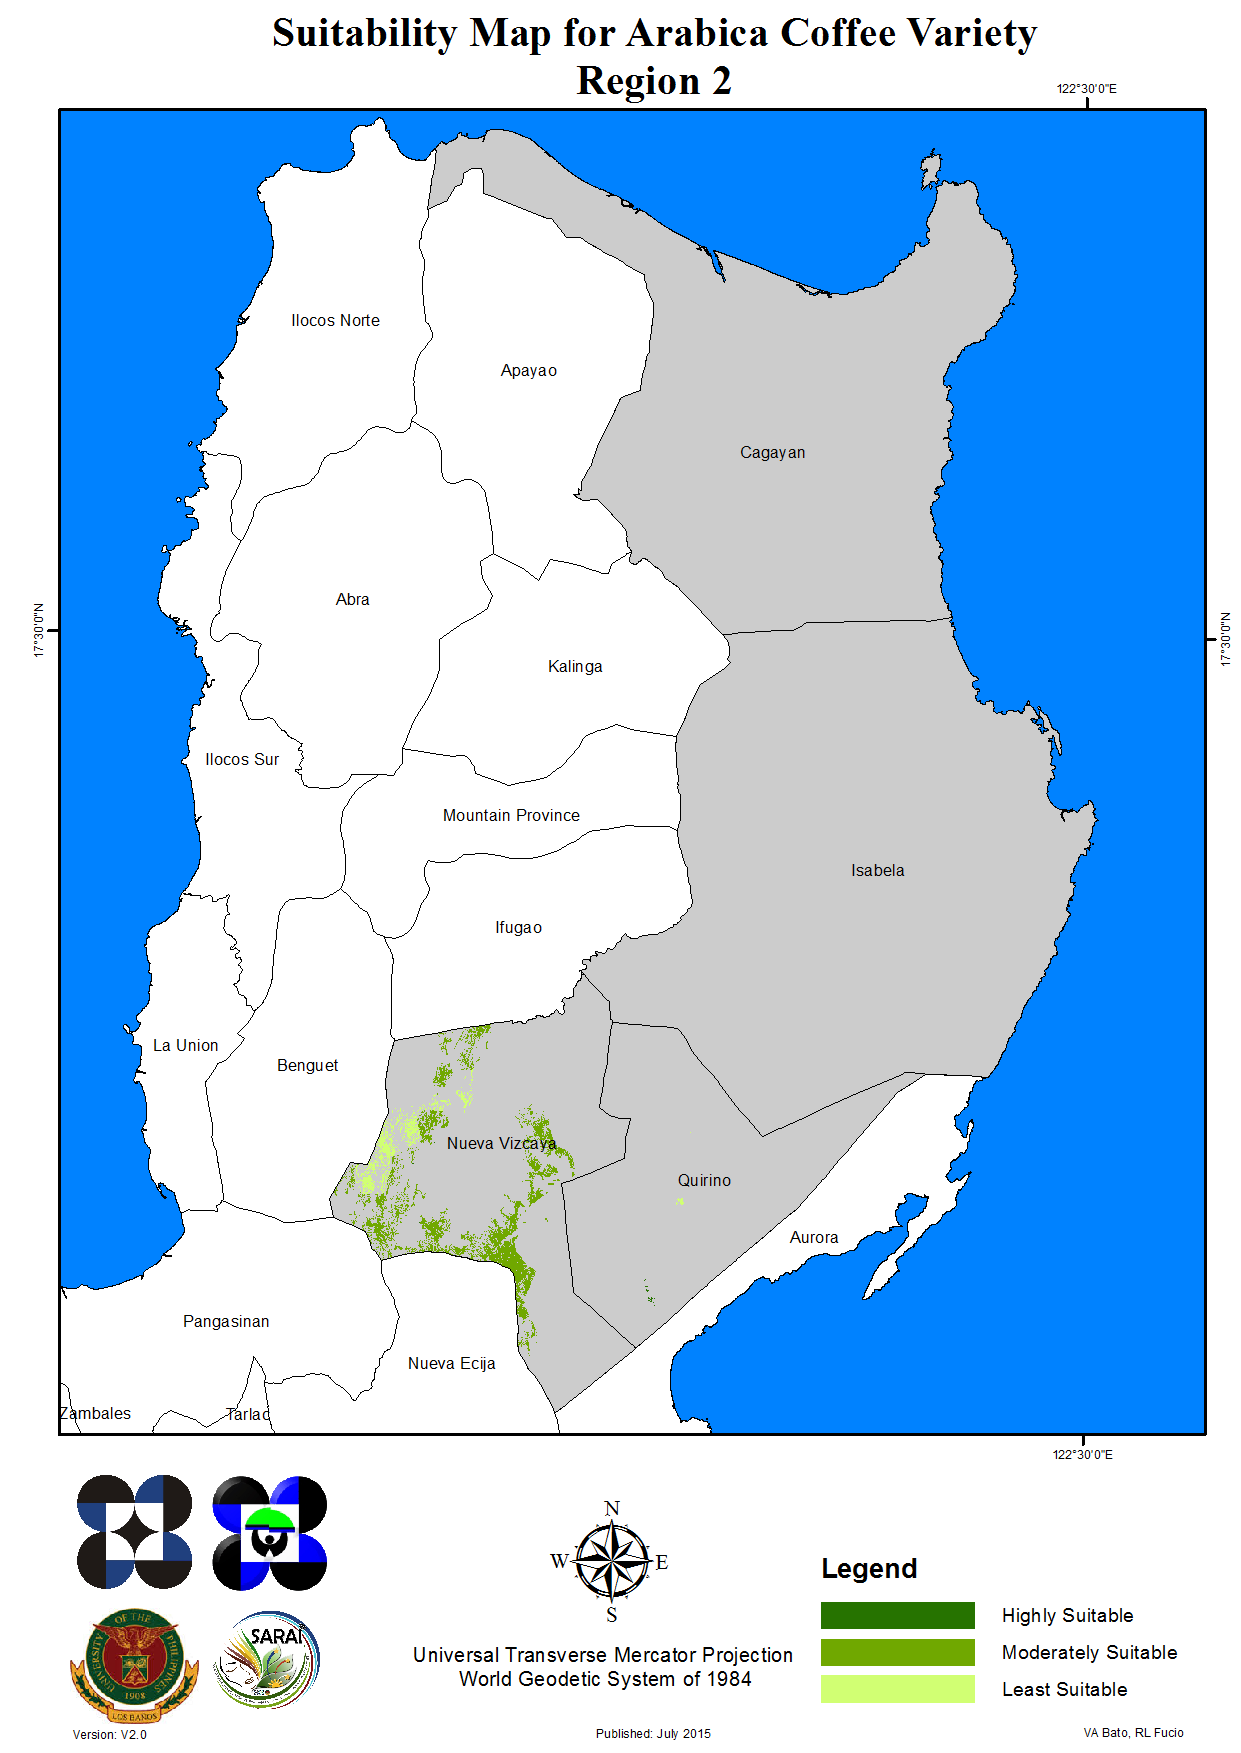 Suitability Map for Arabica Coffee Variety
Region 2
122°30'0"E
17°30'0"N
17°30'0"N
Ilocos Norte
Apayao
Cagayan
Abra
Kalinga
Ilocos Sur
Mountain Province
Isabela
Ifugao
La Union
Benguet
Nueva Vizcaya
Quirino
Aurora
Pangasinan
Nueva Ecija
Zambales
Tarlac
122°30'0"E
N
W
E
S
Legend
Highly Suitable
Moderately Suitable
Least Suitable
UNIVERSITY OF THE PHILIPPINES
1908
LOS BAÑOS
SARAI
Universal Transverse Mercator Projection
World Geodetic System of 1984
Version: V2.0
Published: July 2015
VA Bato, RL Fucio